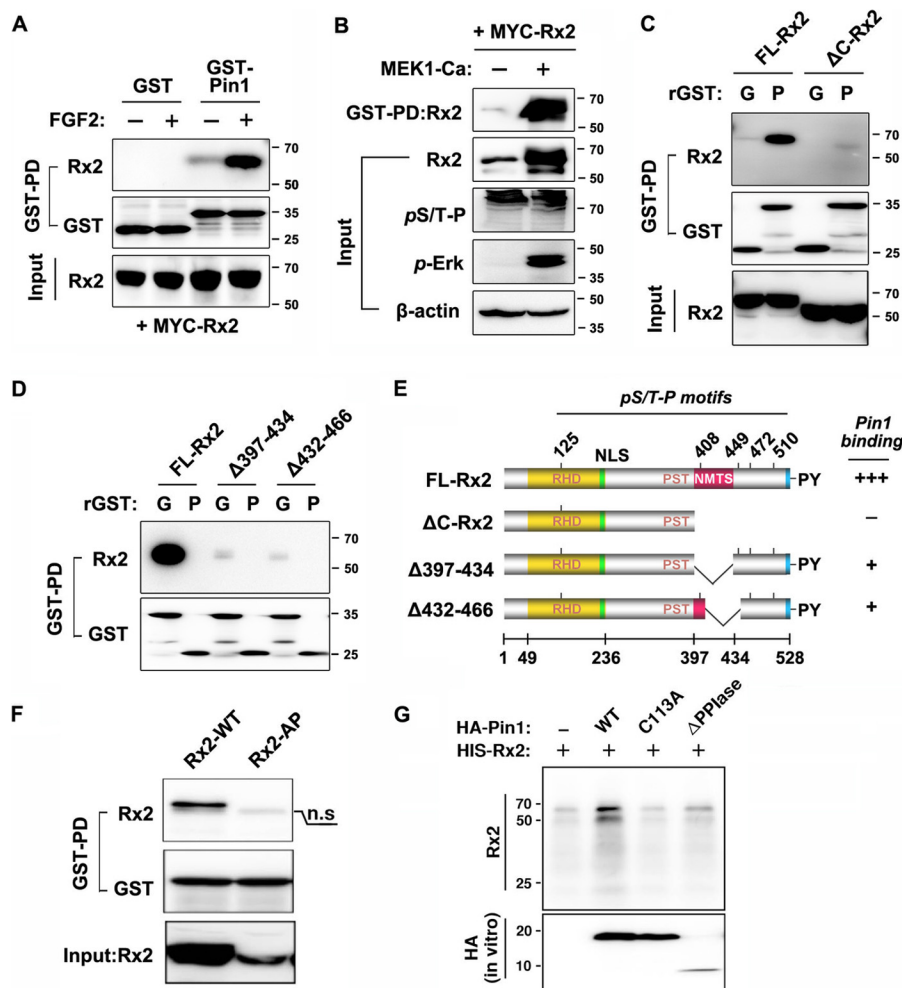 A
GST
GST-
Pin1
FGF2: – + – +
GST-PD
Rx2
70
50
GST
35
25
Input
Rx2
70
50
+ MYC-Rx2
B
+ MYC-Rx2
MEK1-Ca: – +
GST-PD:Rx2
70
50
Input
Rx2
70
50
pS/T-P
70
p-Erk
50
40
β-actin
50
35
C
FL-Rx2
ΔC-Rx2
rGST: G P G P
GST-PD
Rx2
70
50
GST
35
25
Input
Rx2
70
50
D
FL-Rx2
Δ397-434
Δ432-466
rGST: G P G P G P
GST-PD
Rx2
70
50
GST
35
25
E
pS/T-P motifs
125
NLS
408
449
472
510
Pin1
binding
FL-Rx2 RHD PST NMTS PY +++
ΔC-Rx2 RHD PST –
Δ397-434 RHD PST PY +
Δ432-466 RHD PST PY +
1 49 236 397 434 528
F
Rx2-WT
Rx2-AP
GST-PD
Rx2
n.s
GST
Input:Rx2
G
HA-Pin1: – WT C113A ΔPPIase
HIS-Rx2: + + + +
Rx2
70
50
25
HA
(in vitro)
20
10